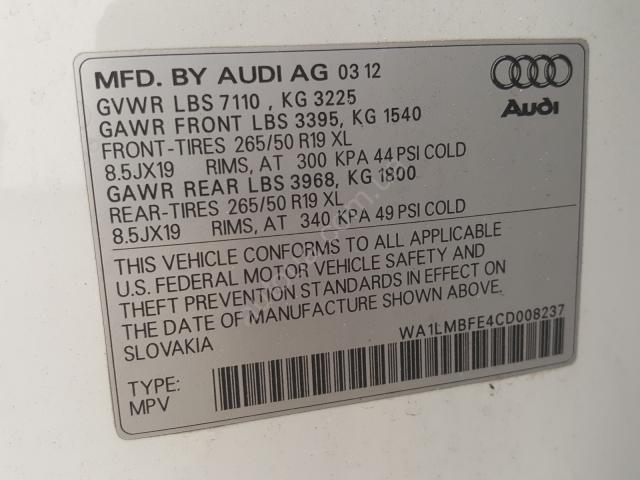 MFD. BY AUDI AG 03 12
GVWR LBS 7110 , KG 3225
GAWR FRONT LBS 3395, KG 1540
FRONT-TIRES 265/50 R19 XL
8.5JX19 RIMS, AT 300 KPA 44 PSI COLD
GAWR REAR LBS 3968, KG 1800
REAR-TIRES 265/50 R19 XL
8.5JX19 RIMS, AT 340 KPA 49 PSI COLD
Audi
THIS VEHICLE CONFORMS TO ALL APPLICABLE
U.S. FEDERAL MOTOR VEHICLE SAFETY AND
THEFT PREVENTION STANDARDS IN EFFECT ON
THE DATE OF MANUFACTURE SHOWN ABOVE.
SLOVAKIA
WA1LMBFE4CD008237
TYPE:
MPV